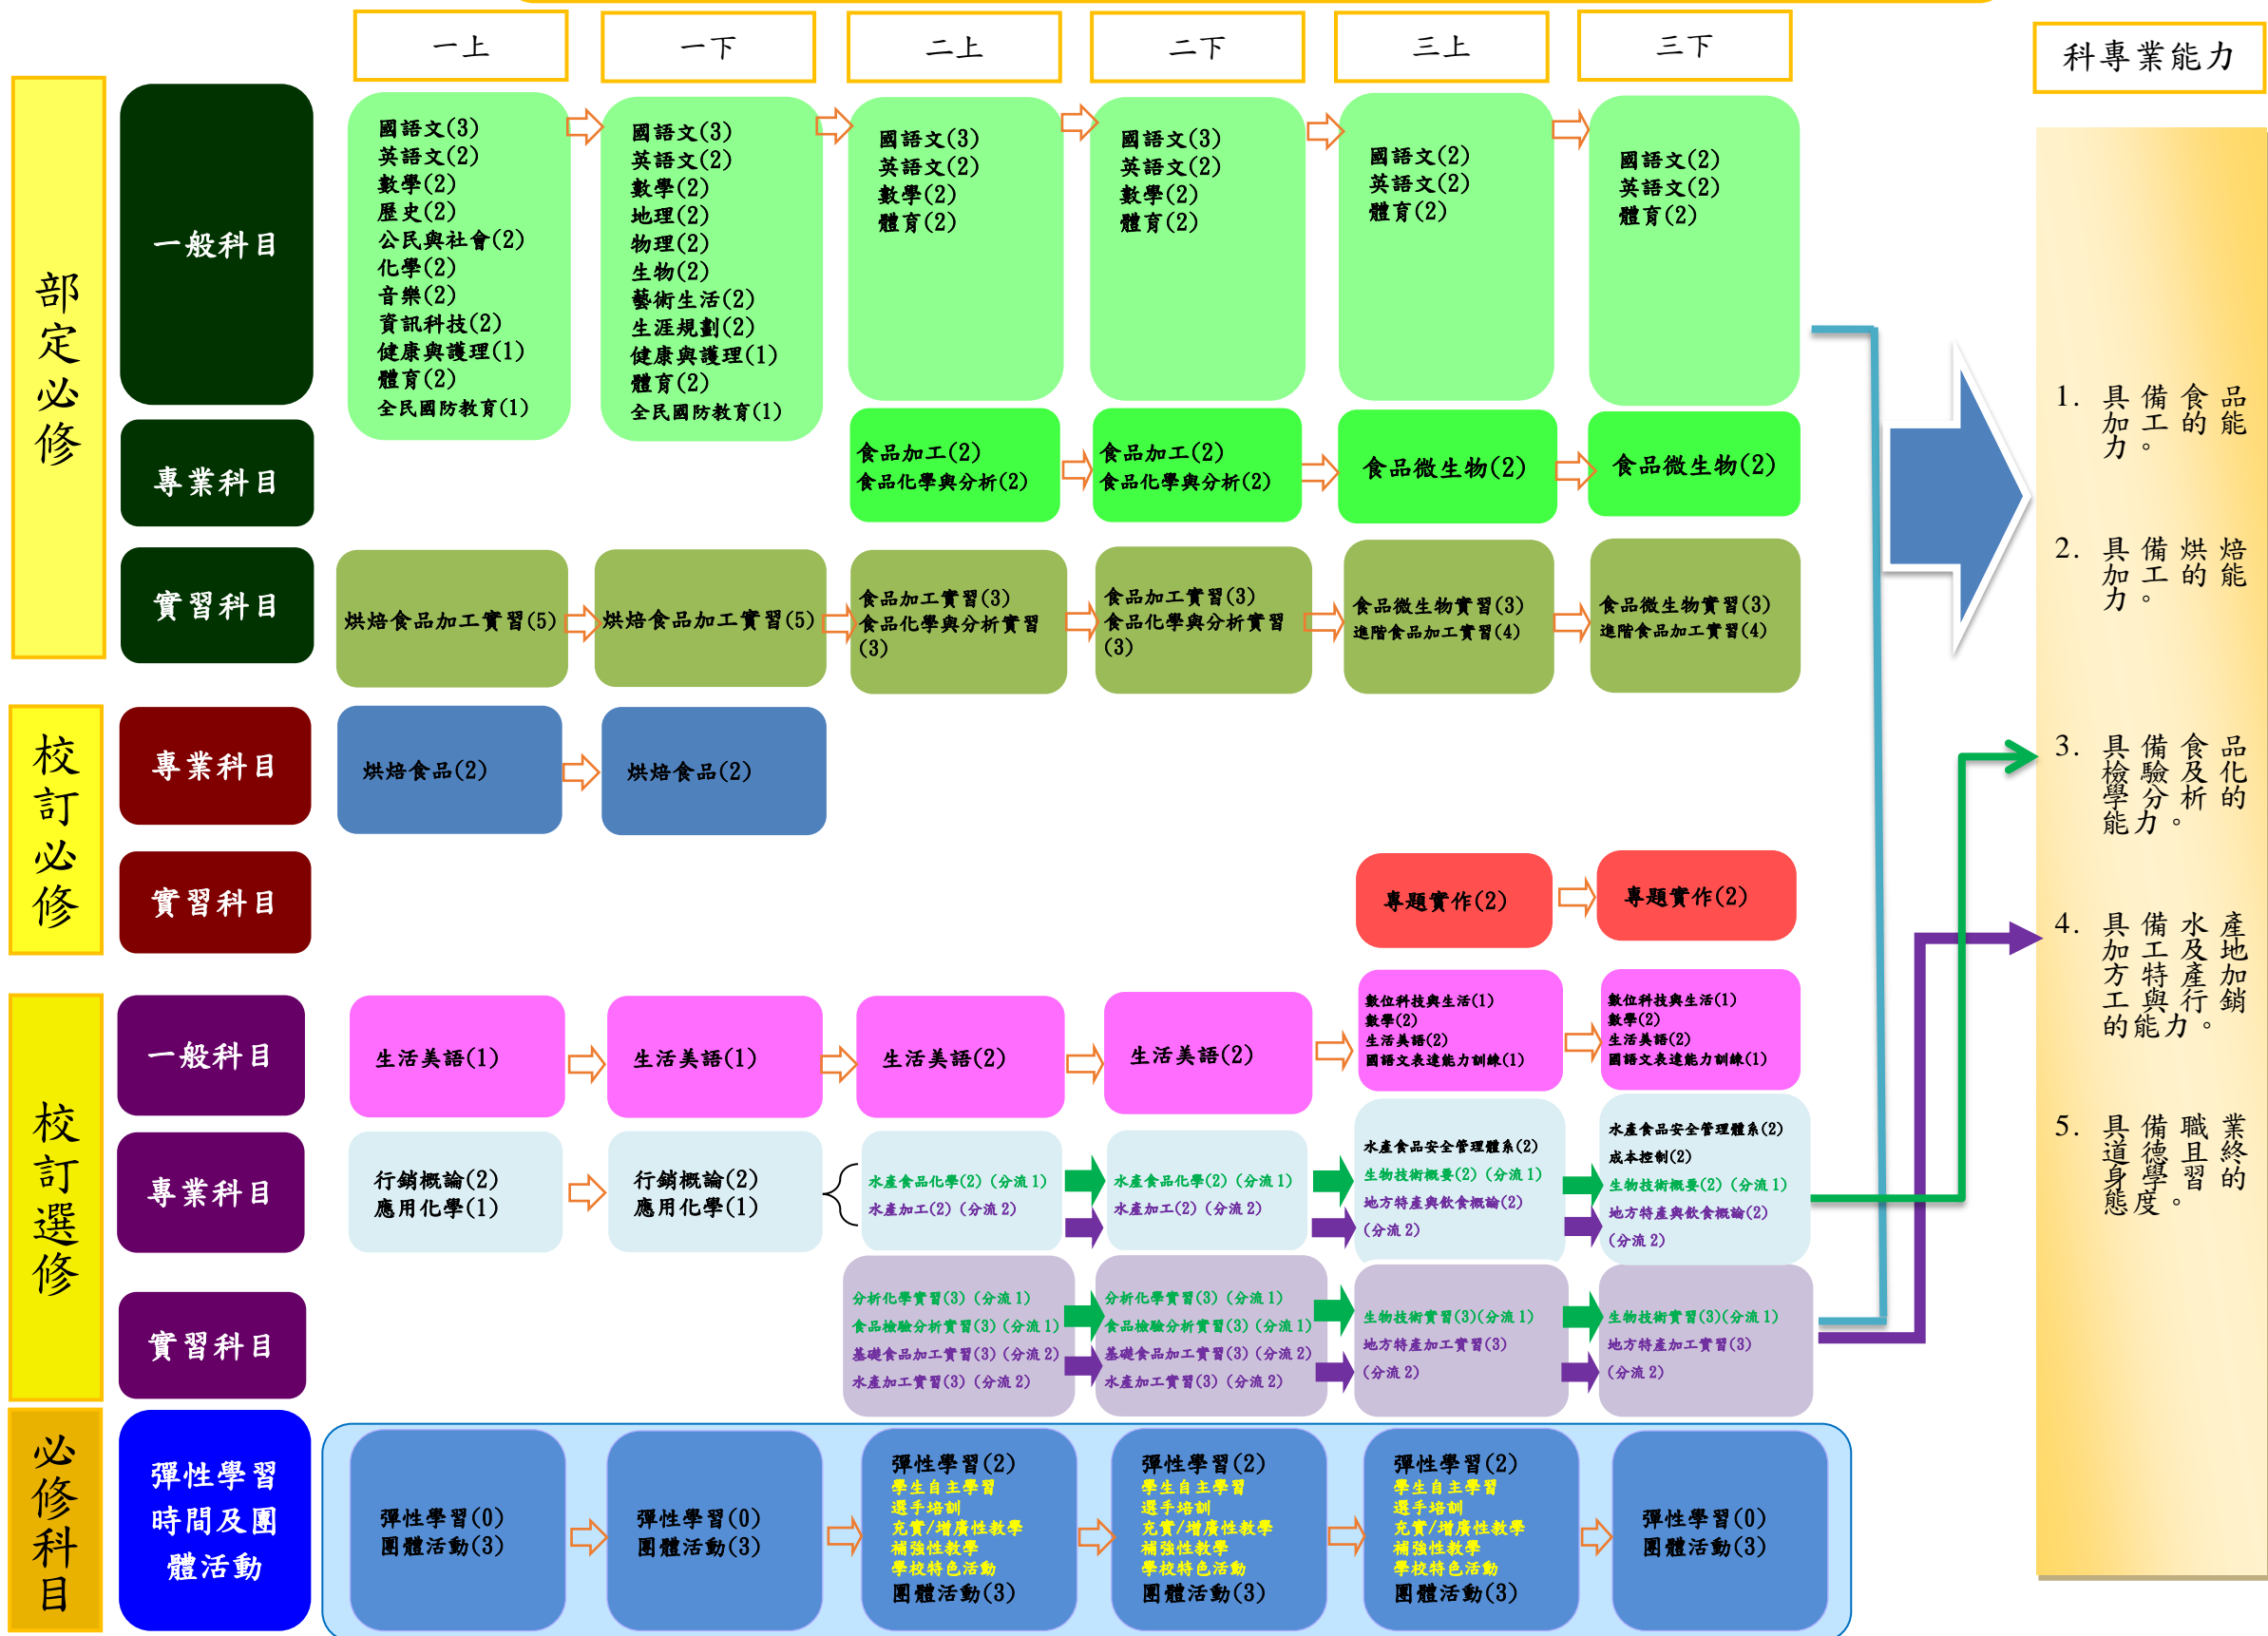 一上
一下
二上
二下
三上
三下
科專業能力
部定必修
一般科目
國語文(3)
英語文(2)
數學(2)
歷史(2)
公民與社會(2)
化學(2)
音樂(2)
資訊科技(2)
健康與護理(1)
體育(2)
全民國防教育(1)
國語文(3)
英語文(2)
數學(2)
地理(2)
物理(2)
生物(2)
藝術生活(2)
生涯規劃(2)
健康與護理(1)
體育(2)
全民國防教育(1)
國語文(3)
英語文(2)
數學(2)
體育(2)
國語文(3)
英語文(2)
數學(2)
體育(2)
國語文(2)
英語文(2)
體育(2)
國語文(2)
英語文(2)
體育(2)
專業科目
食品加工(2)
食品化學與分析(2)
食品加工(2)
食品化學與分析(2)
食品微生物(2)
食品微生物(2)
實習科目
烘焙食品加工實習(5)
烘焙食品加工實習(5)
食品加工實習(3)
食品化學與分析實習
(3)
食品加工實習(3)
食品化學與分析實習
(3)
食品微生物實習(3)
進階食品加工實習(4)
食品微生物實習(3)
進階食品加工實習(4)
校訂必修
專業科目
烘焙食品(2)
烘焙食品(2)
實習科目
專題實作(2)
專題實作(2)
校訂選修
一般科目
生活美語(1)
生活美語(1)
生活美語(2)
生活美語(2)
數位科技與生活(1)
數學(2)
生活美語(2)
國語文表達能力訓練(1)
數位科技與生活(1)
數學(2)
生活美語(2)
國語文表達能力訓練(1)
專業科目
行銷概論(2)
應用化學(1)
行銷概論(2)
應用化學(1)
水產食品化學(2) (分流 1)
水產加工(2) (分流 2)
水產食品化學(2) (分流 1)
水產加工(2) (分流 2)
水產食品安全管理體系(2)
生物技術概要(2) (分流 1)
地方特產與飲食概論(2)
(分流 2)
水產食品安全管理體系(2)
成本控制(2)
生物技術概要(2) (分流 1)
地方特產與飲食概論(2)
(分流 2)
實習科目
分析化學實習(3) (分流 1)
食品檢驗分析實習(3) (分流 1)
基礎食品加工實習(3) (分流 2)
水產加工實習(3) (分流 2)
分析化學實習(3) (分流 1)
食品檢驗分析實習(3) (分流 1)
基礎食品加工實習(3) (分流 2)
水產加工實習(3) (分流 2)
生物技術實習(3)(分流 1)
地方特產加工實習(3)
(分流 2)
生物技術實習(3)(分流 1)
地方特產加工實習(3)
(分流 2)
必修科目
彈性學習
時間及團
體活動
彈性學習(0)
團體活動(3)
彈性學習(0)
團體活動(3)
彈性學習(2)
學生自主學習
選手培訓
充實/增廣性教學
補強性教學
學校特色活動
團體活動(3)
彈性學習(2)
學生自主學習
選手培訓
充實/增廣性教學
補強性教學
學校特色活動
團體活動(3)
彈性學習(2)
學生自主學習
選手培訓
充實/增廣性教學
補強性教學
學校特色活動
團體活動(3)
彈性學習(0)
團體活動(3)
1. 具備食品
加工的能
力。
2. 具備烘焙
加工的能
力。
3. 具備食品
檢驗及化
學分析的
能力。
4. 具備水產
加工及地
方特產加
工與行銷
的能力。
5. 具備職業
道德且終
身學習的
態度。